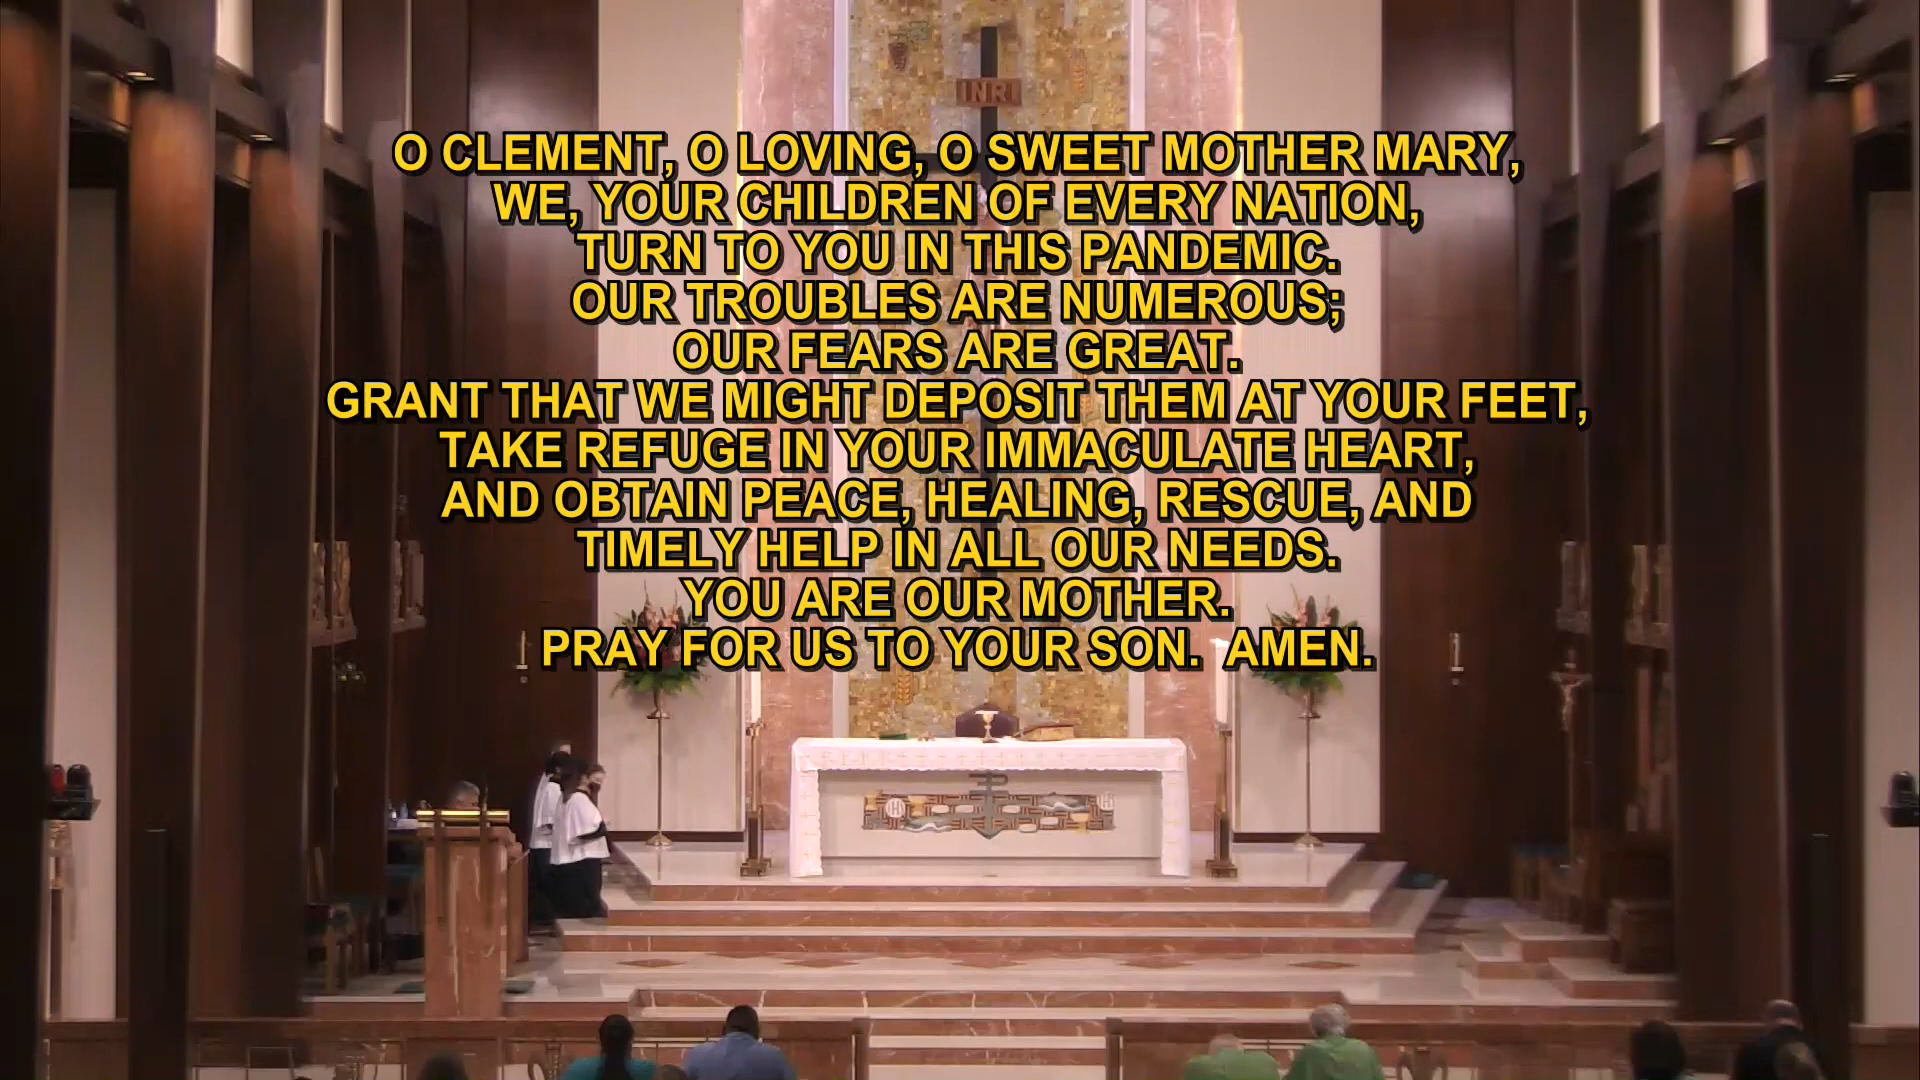 INRI
O CLEMENT, O LOVING, O SWEET MOTHER MARY,
WE, YOUR CHILDREN OF EVERY NATION,
TURN TO YOU IN THIS PANDEMIC.
OUR TROUBLES ARE NUMEROUS;
OUR FEARS ARE GREAT.
GRANT THAT WE MIGHT DEPOSIT THEM AT YOUR FEET,
TAKE REFUGE IN YOUR IMMACULATE HEART,
AND OBTAIN PEACE, HEALING, RESCUE, AND
TIMELY HELP IN ALL OUR NEEDS.
YOU ARE OUR MOTHER.
PRAY FOR US TO YOUR SON.  AMEN.